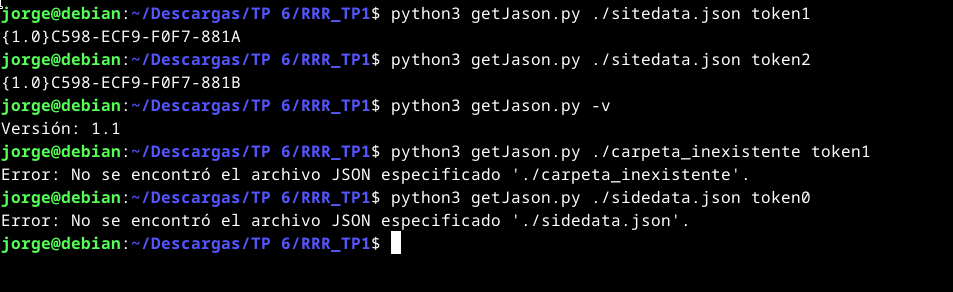 jorge@debian:~/Descargas/TP 6/RRR_TP1$ python3 getJason.py ./sitedata.json token1
{1.0}C598-ECF9-F0F7-881A
jorge@debian:~/Descargas/TP 6/RRR_TP1$ python3 getJason.py ./sitedata.json token2
{1.0}C598-ECF9-F0F7-881B
jorge@debian:~/Descargas/TP 6/RRR_TP1$ python3 getJason.py -v
Versión: 1.1
jorge@debian:~/Descargas/TP 6/RRR_TP1$ python3 getJason.py ./carpeta_inexistente token1
Error: No se encontró el archivo JSON especificado './carpeta_inexistente'.
jorge@debian:~/Descargas/TP 6/RRR_TP1$ python3 getJason.py ./sidedata.json token0
Error: No se encontró el archivo JSON especificado './sidedata.json'.
jorge@debian:~/Descargas/TP 6/RRR_TP1$